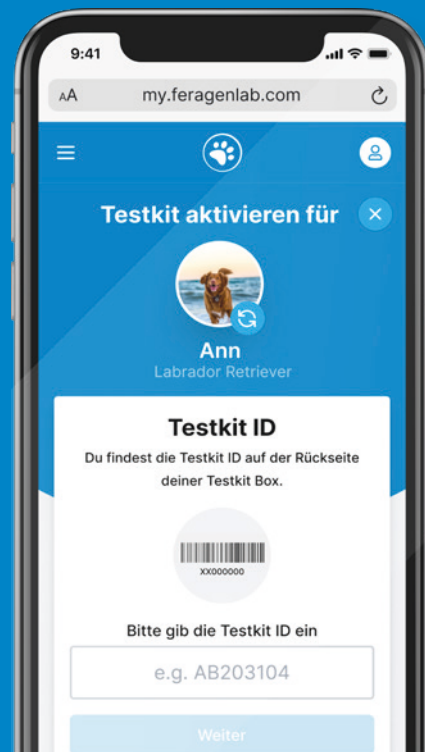 9:41
AA my.feragenlab.com
Testkit aktivieren für
Ann
Labrador Retriever
Testkit ID
Du findest die Testkit ID auf der Rückseite
deiner Testkit Box.
XX000000
Bitte gib die Testkit ID ein
e.g. AB203104
Weiter